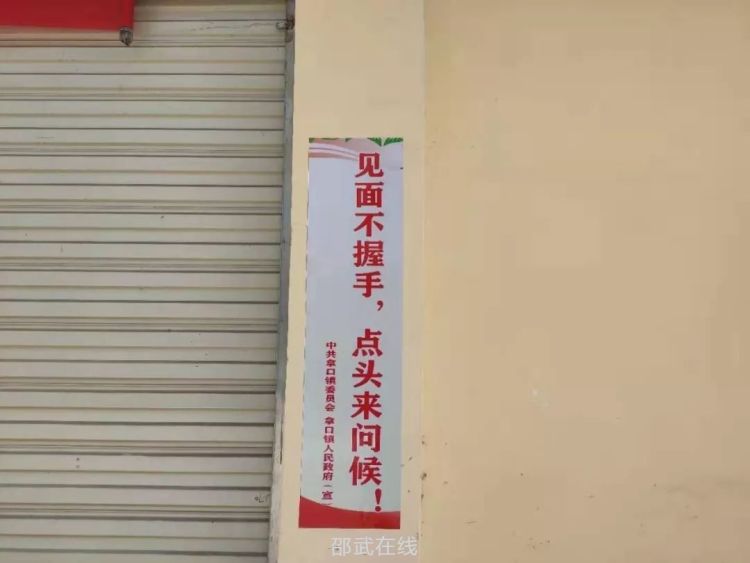 见面不握手，点头来问候！
中共拿口镇委员会 拿口镇人民政府（宣）
邵武在线